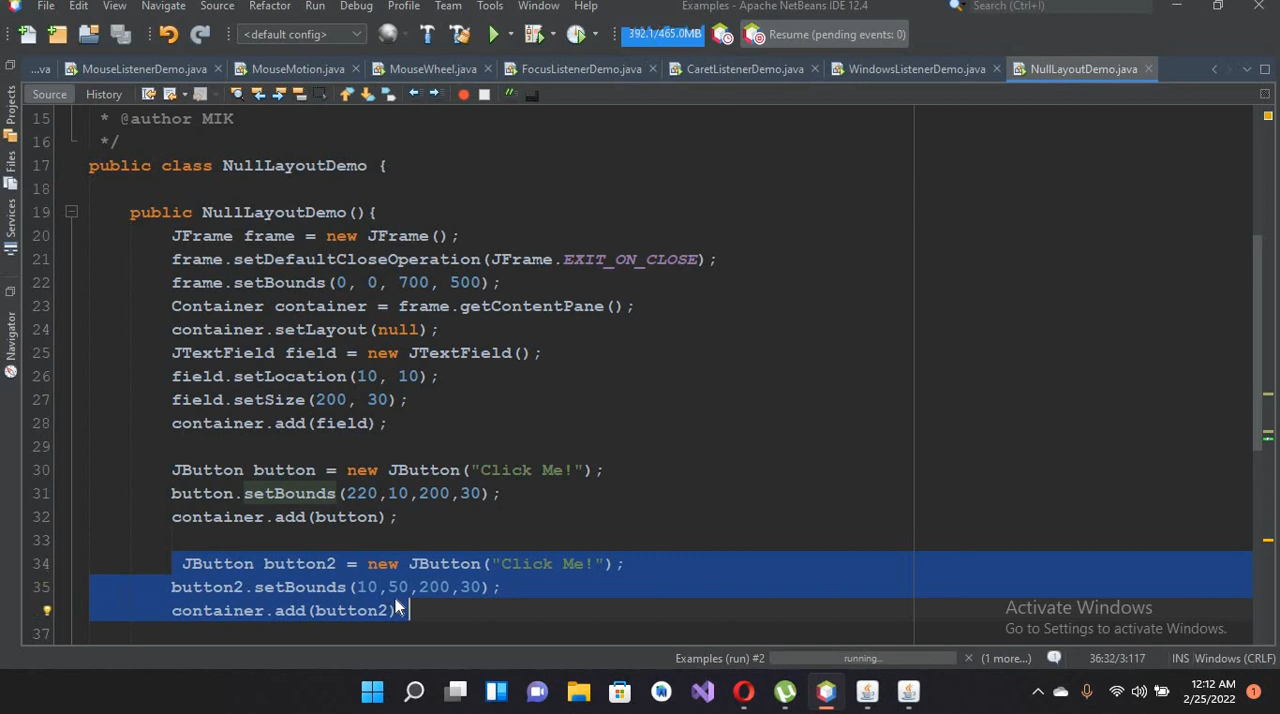 File Edit View Navigate Source Refactor Run Debug Profile Team Tools Window Help Examples - Apache NetBeans IDE 12.4 Search (Ctrl+I)
<default config> 392.1/465.0MB Resume (pending events: 0)
...va MouseListenerDemo.java MouseMotion.java MouseWheel.java FocusListenerDemo.java CaretListenerDemo.java WindowsListenerDemo.java NullLayoutDemo.java
Source History
Projects
Files
Services
Navigator
15 * @author MIK
16 */
17 public class NullLayoutDemo {
18
19 public NullLayoutDemo(){
20 JFrame frame = new JFrame();
21 frame.setDefaultCloseOperation(JFrame.EXIT_ON_CLOSE);
22 frame.setBounds(0, 0, 700, 500);
23 Container container = frame.getContentPane();
24 container.setLayout(null);
25 JTextField field = new JTextField();
26 field.setLocation(10, 10);
27 field.setSize(200, 30);
28 container.add(field);
29
30 JButton button = new JButton("Click Me!");
31 button.setBounds(220,10,200,30);
32 container.add(button);
33
34 JButton button2 = new JButton("Click Me!");
35 button2.setBounds(10,50,200,30);
36 container.add(button2);
37
Activate Windows
Go to Settings to activate Windows.
Examples (run) #2 running... (1 more...) 36:32/3:117 INS Windows (CRLF)
12:12 AM
2/25/2022
1